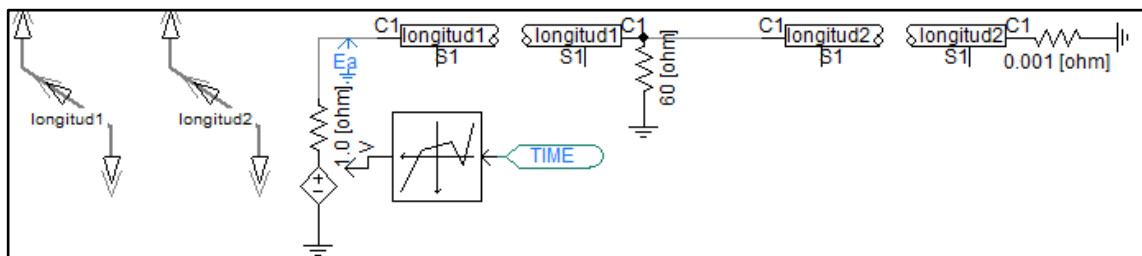 C1
longitud1
S1
longitud1
C1
S1
C1
longitud2
S1
longitud2
C1
S1
0.001 [ohm]
Ea
60 [ohm]
longitud1
longitud2
1.0 [ohm]
V
TIME